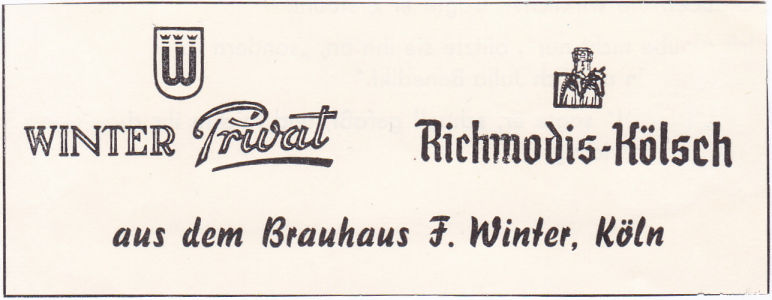 W
WINTER Privat
Richmodis-Kölsch
aus dem Brauhaus F. Winter, Köln